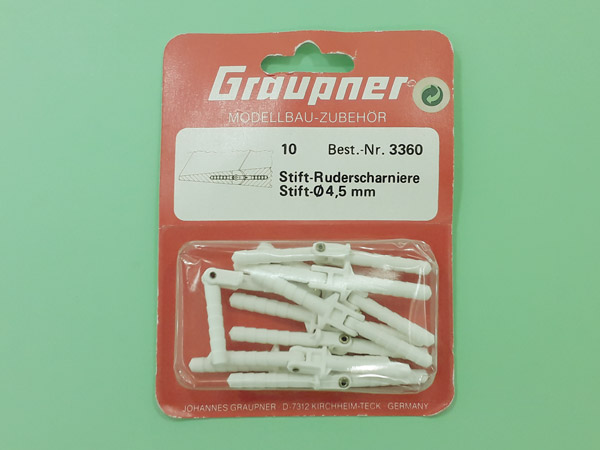 Graupner
MODELLBAU-ZUBEHÖR
10 Best.-Nr. 3360
Stift-Ruderscharniere
Stift-Ø4,5 mm
JOHANNES GRAUPNER D-7312 KIRCHHEIM-TECK GERMANY